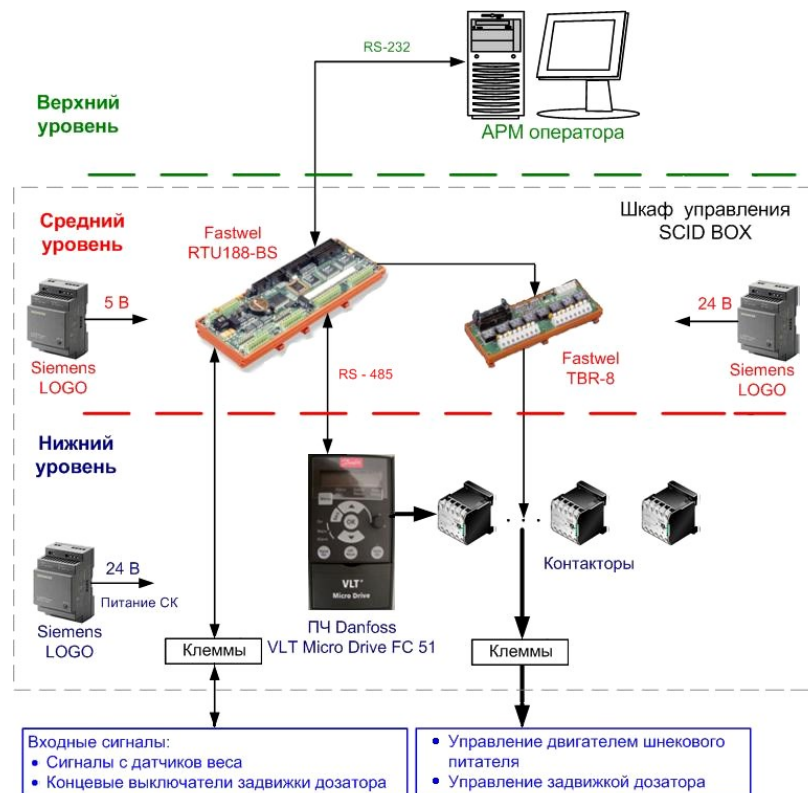 RS-232
Верхний
уровень
АРМ оператора
Средний
уровень
Шкаф управления
SCID BOX
Fastwel
RTU188-BS
5 В
24 В
Siemens
LOGO
RS - 485
Fastwel
TBR-8
Siemens
LOGO
Нижний
уровень
OK
24 В
Питание СК
VLT
Micro Drive
Контакторы
Siemens
LOGO
ПЧ Danfoss
VLT Micro Drive FC 51
Клеммы
Клеммы
Входные сигналы:
• Сигналы с датчиков веса
• Концевые выключатели задвижки дозатора
• Управление двигателем шнекового
питателя
• Управление задвижкой дозатора